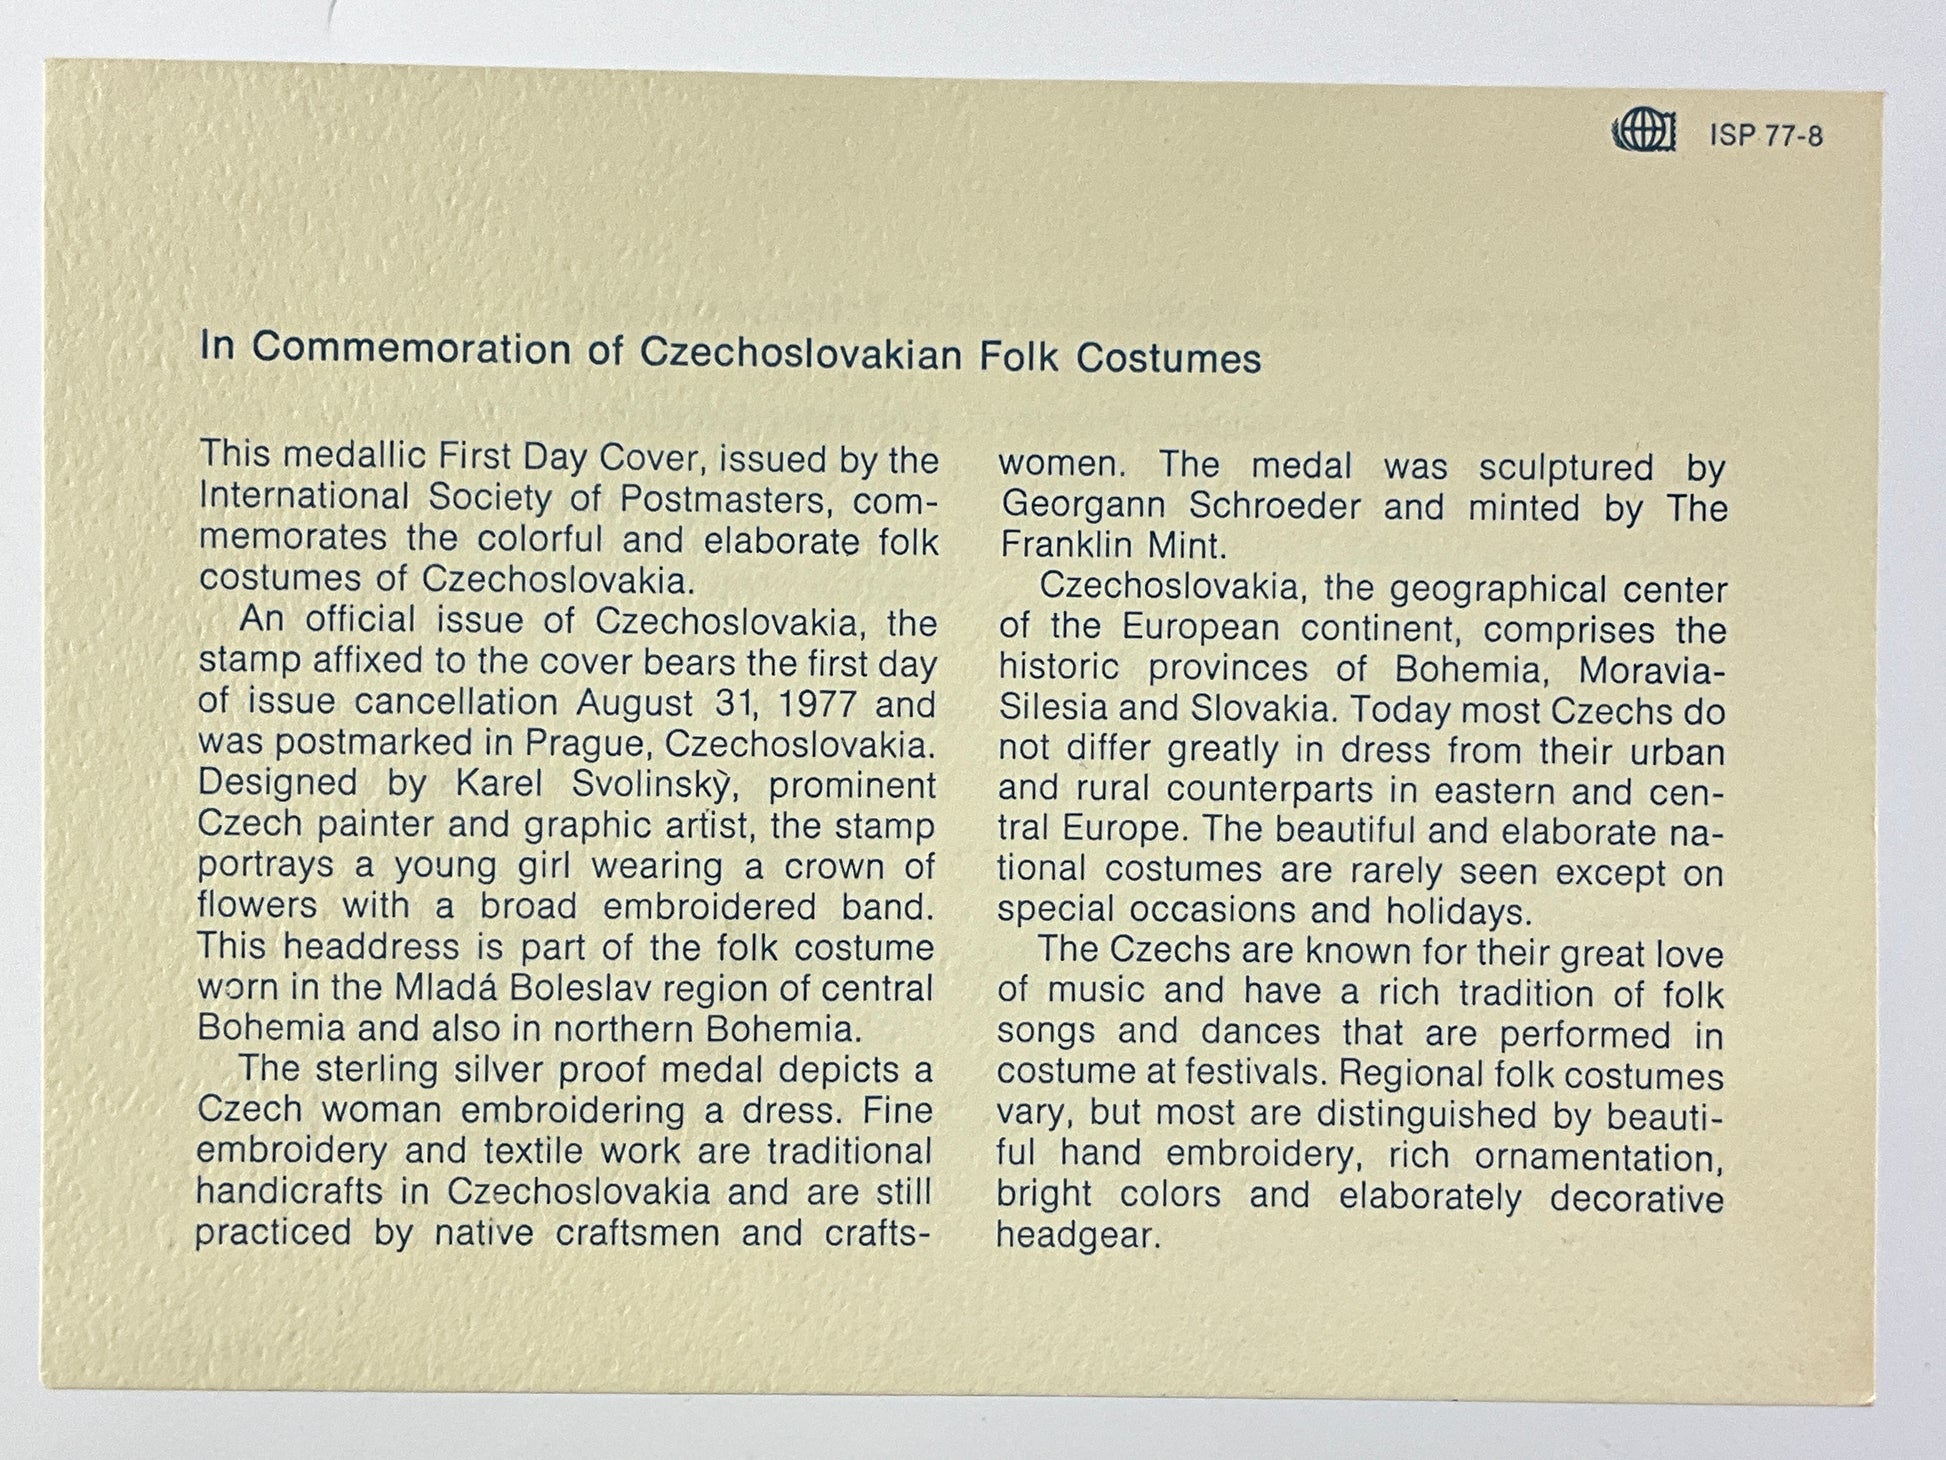 ISP 77-8
In Commemoration of Czechoslovakian Folk Costumes
This medallic First Day Cover, issued by the
International Society of Postmasters, com-
memorates the colorful and elaborate folk
costumes of Czechoslovakia.
An official issue of Czechoslovakia, the
stamp affixed to the cover bears the first day
of issue cancellation August 31, 1977 and
was postmarked in Prague, Czechoslovakia.
Designed by Karel Svolinskỳ, prominent
Czech painter and graphic artist, the stamp
portrays a young girl wearing a crown of
flowers with a broad embroidered band.
This headdress is part of the folk costume
worn in the Mladá Boleslav region of central
Bohemia and also in northern Bohemia.
The sterling silver proof medal depicts a
Czech woman embroidering a dress. Fine
embroidery and textile work are traditional
handicrafts in Czechoslovakia and are still
practiced by native craftsmen and crafts-
women. The medal was sculptured by
Georgann Schroeder and minted by The
Franklin Mint.
Czechoslovakia, the geographical center
of the European continent, comprises the
historic provinces of Bohemia, Moravia-
Silesia and Slovakia. Today most Czechs do
not differ greatly in dress from their urban
and rural counterparts in eastern and cen-
tral Europe. The beautiful and elaborate na-
tional costumes are rarely seen except on
special occasions and holidays.
The Czechs are known for their great love
of music and have a rich tradition of folk
songs and dances that are performed in
costume at festivals. Regional folk costumes
vary, but most are distinguished by beauti-
ful hand embroidery, rich ornamentation,
bright colors and elaborately decorative
headgear.